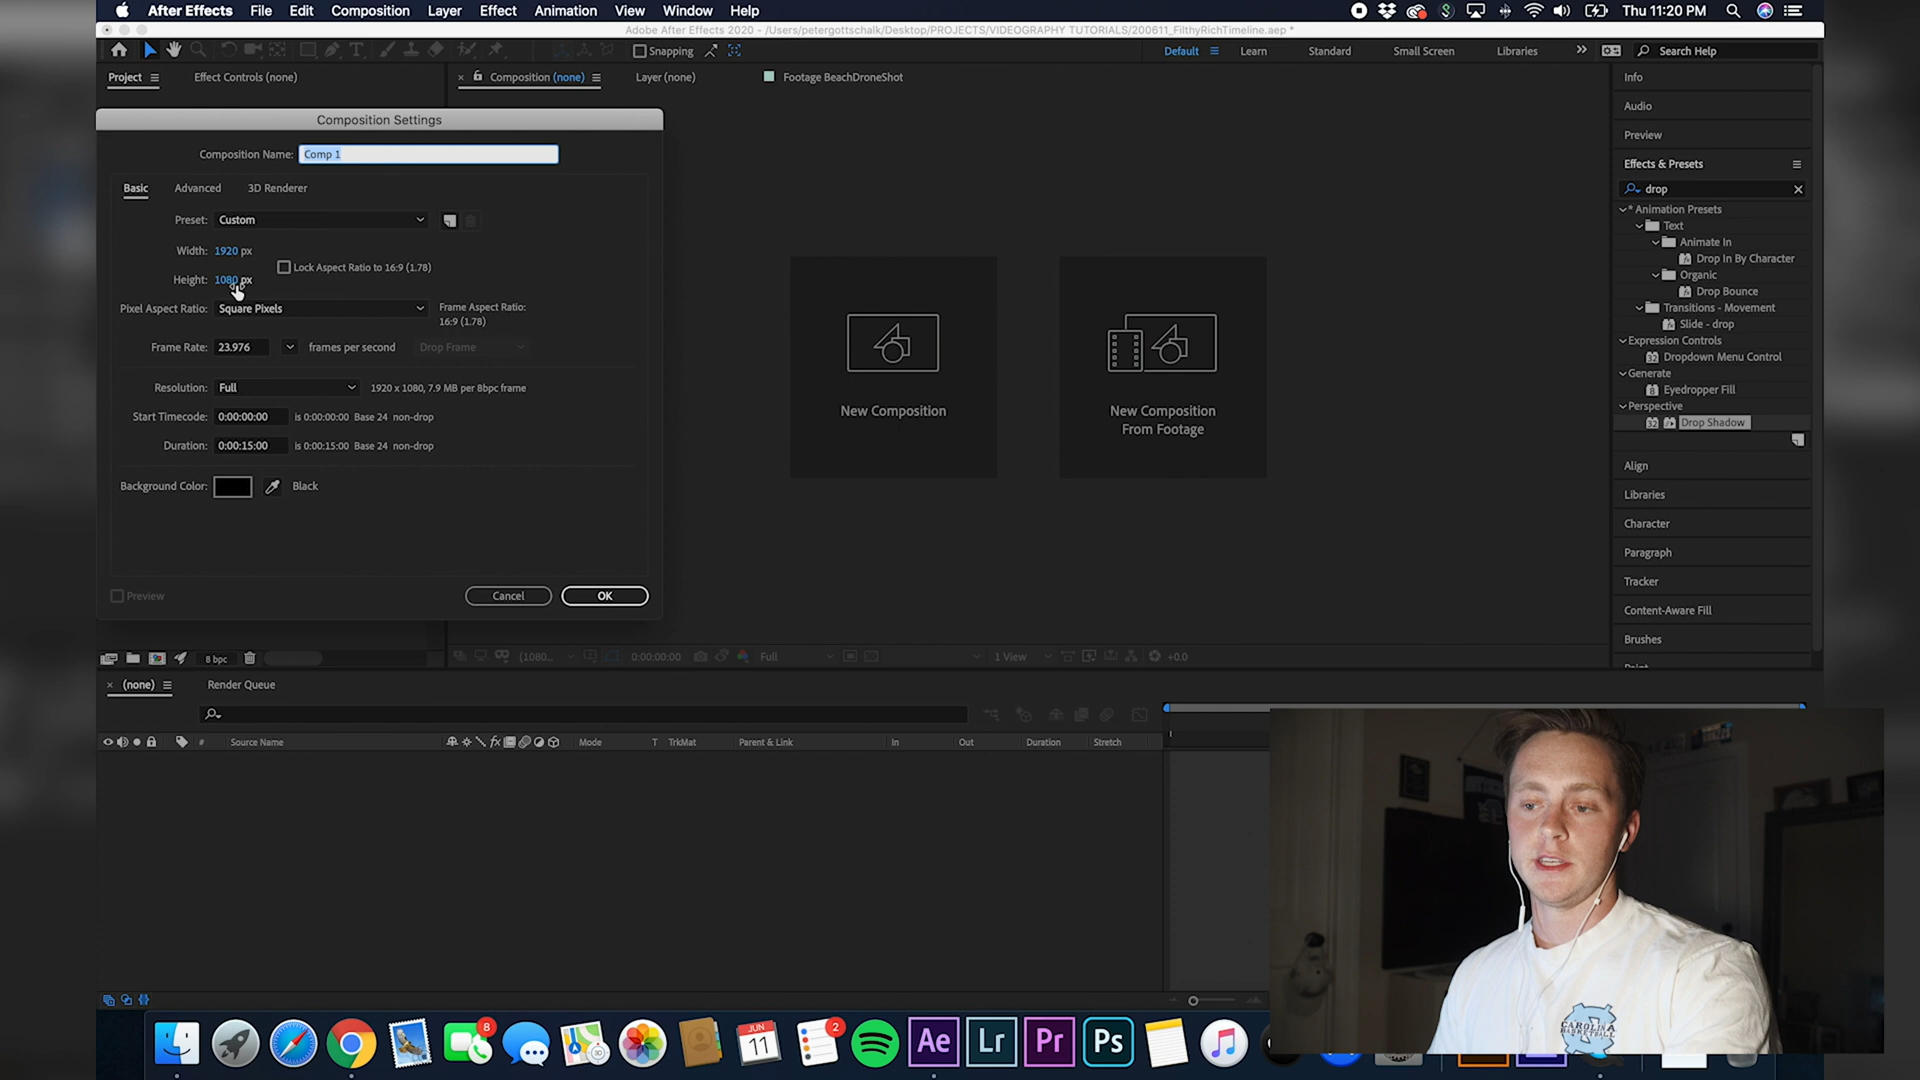 After Effects File Edit Composition Layer Effect Animation View Window Help Thu 11:20 PM
Adobe After Effects 2020 - /Users/petergottschalk/Desktop/PROJECTS/VIDEOGRAPHY TUTORIALS/200611_FilthyRichTimeline.aep *
Snapping Default Learn Standard Small Screen Libraries Search Help
Project Effect Controls (none) Composition (none) Layer (none) Footage BeachDroneShot
Info
Audio
Preview
Effects & Presets
drop
* Animation Presets
Text
Animate In
Drop In By Character
Organic
Drop Bounce
Transitions - Movement
Slide - drop
Expression Controls
Dropdown Menu Control
Generate
Eyedropper Fill
Perspective
Drop Shadow
Align
Libraries
Character
Paragraph
Tracker
Content-Aware Fill
Brushes
Composition Settings
Composition Name: Comp 1
Basic Advanced 3D Renderer
Preset: Custom
Width: 1920 px
Lock Aspect Ratio to 16:9 (1.78)
Height: 1080 px
Pixel Aspect Ratio: Square Pixels
Frame Aspect Ratio:
16:9 (1.78)
Frame Rate: 23.976 frames per second Drop Frame
Resolution: Full 1920 x 1080, 7.9 MB per 8bpc frame
Start Timecode: 0:00:00:00 is 0:00:00:00 Base 24 non-drop
Duration: 0:00:15:00 is 0:00:15:00 Base 24 non-drop
Background Color: Black
Preview Cancel OK
New Composition
New Composition
From Footage
8 bpc (1080... 0:00:00:00 Full 1 View +0.0
(none) Render Queue
# Source Name fx Mode T TrkMat Parent & Link In Out Duration Stretch
CAROLINA
BASKETBALL
8 JUN 11 2 Ae Lr Pr Ps